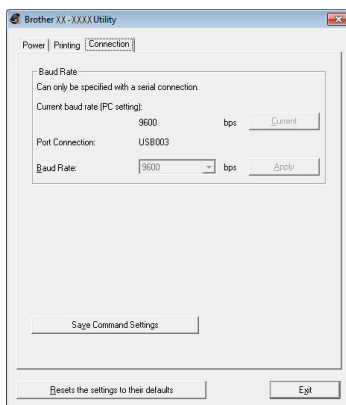 Brother XX - XXXX Utility
Power Printing Connection
Baud Rate
Can only be specified with a serial connection.
Current baud rate (PC setting):
9600 bps Current
Port Connection: USB003
Baud Rate: 9600 bps Apply
Save Command Settings
Resets the settings to their defaults Exit